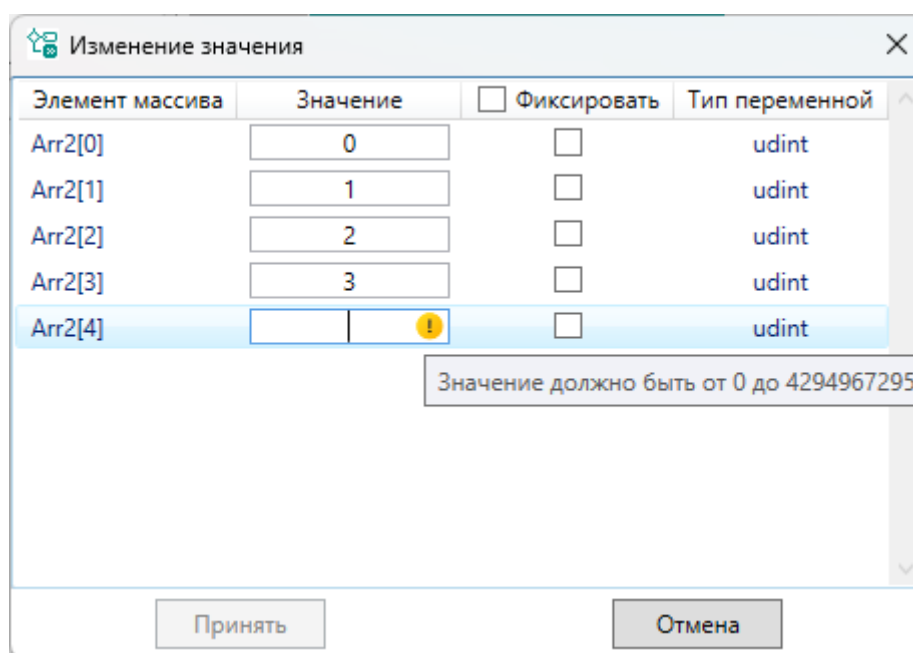 Изменение значения
Элемент массива Значение Фиксировать Тип переменной
Arr2[0] 0 udint
Arr2[1] 1 udint
Arr2[2] 2 udint
Arr2[3] 3 udint
Arr2[4] udint
Значение должно быть от 0 до 4294967295
Принять Отмена